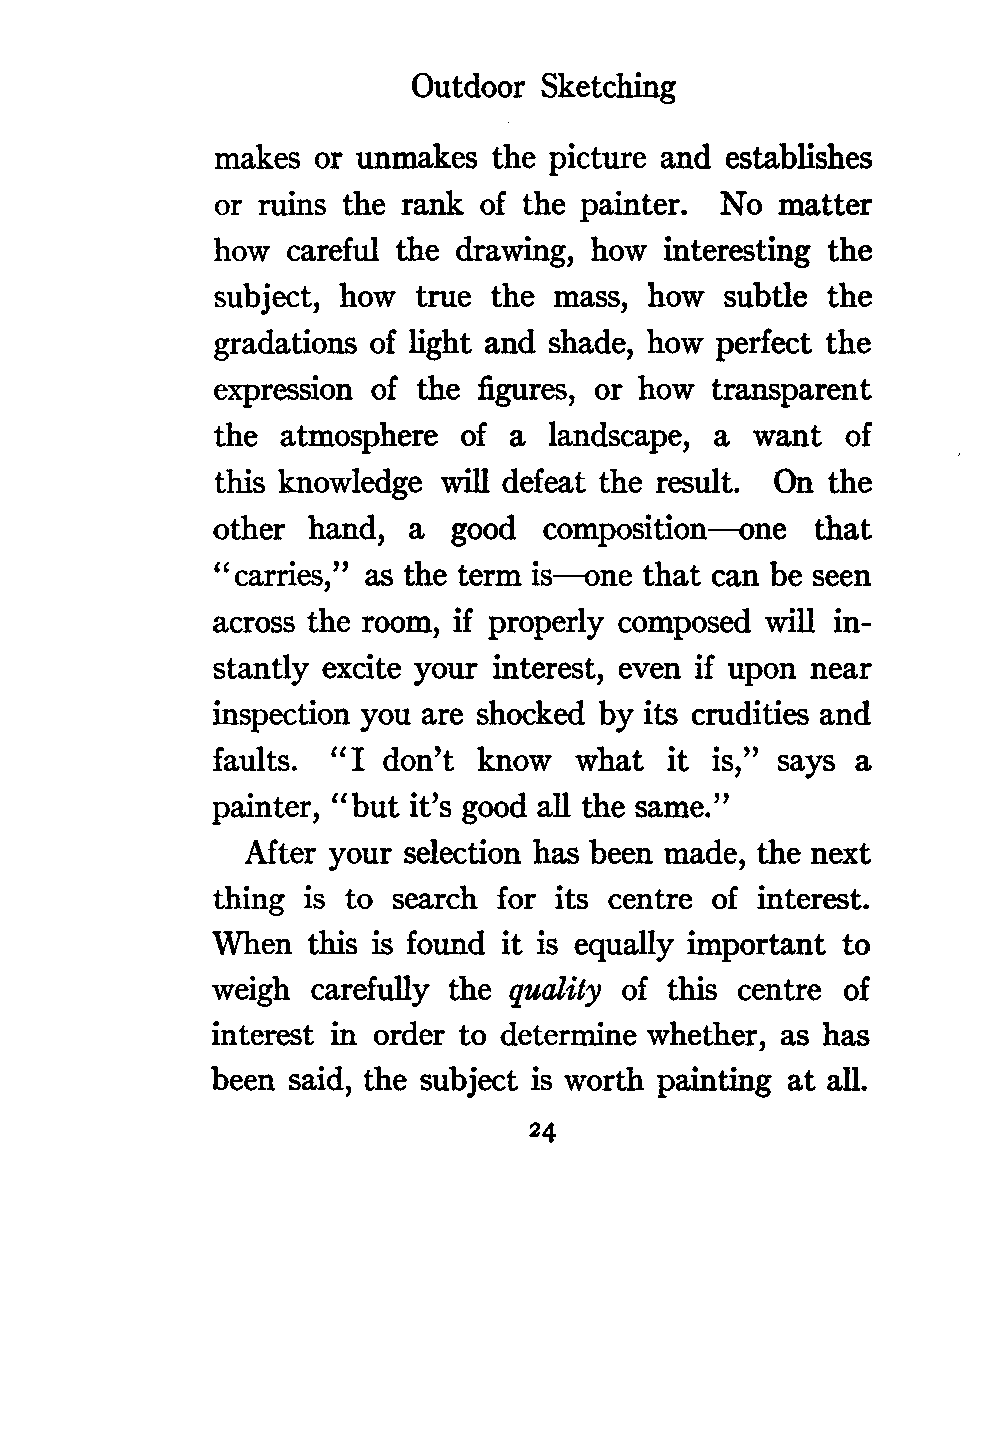 Outdoor Sketching
makes or unmakes the picture and establishes
or ruins the rank of the painter. No matter
how careful the drawing, how interesting the
subject, how true the mass, how subtle the
gradations of light and shade, how perfect the
expression of the figures, or how transparent
the atmosphere of a landscape, a want of
this knowledge will defeat the result. On the
other hand, a good composition—one that
“carries,” as the term is—one that can be seen
across the room, if properly composed will in-
stantly excite your interest, even if upon near
inspection you are shocked by its crudities and
faults. “I don’t know what it is,” says a
painter, “but it’s good all the same.”
After your selection has been made, the next
thing is to search for its centre of interest.
When this is found it is equally important to
weigh carefully the quality of this centre of
interest in order to determine whether, as has
been said, the subject is worth painting at all.
24